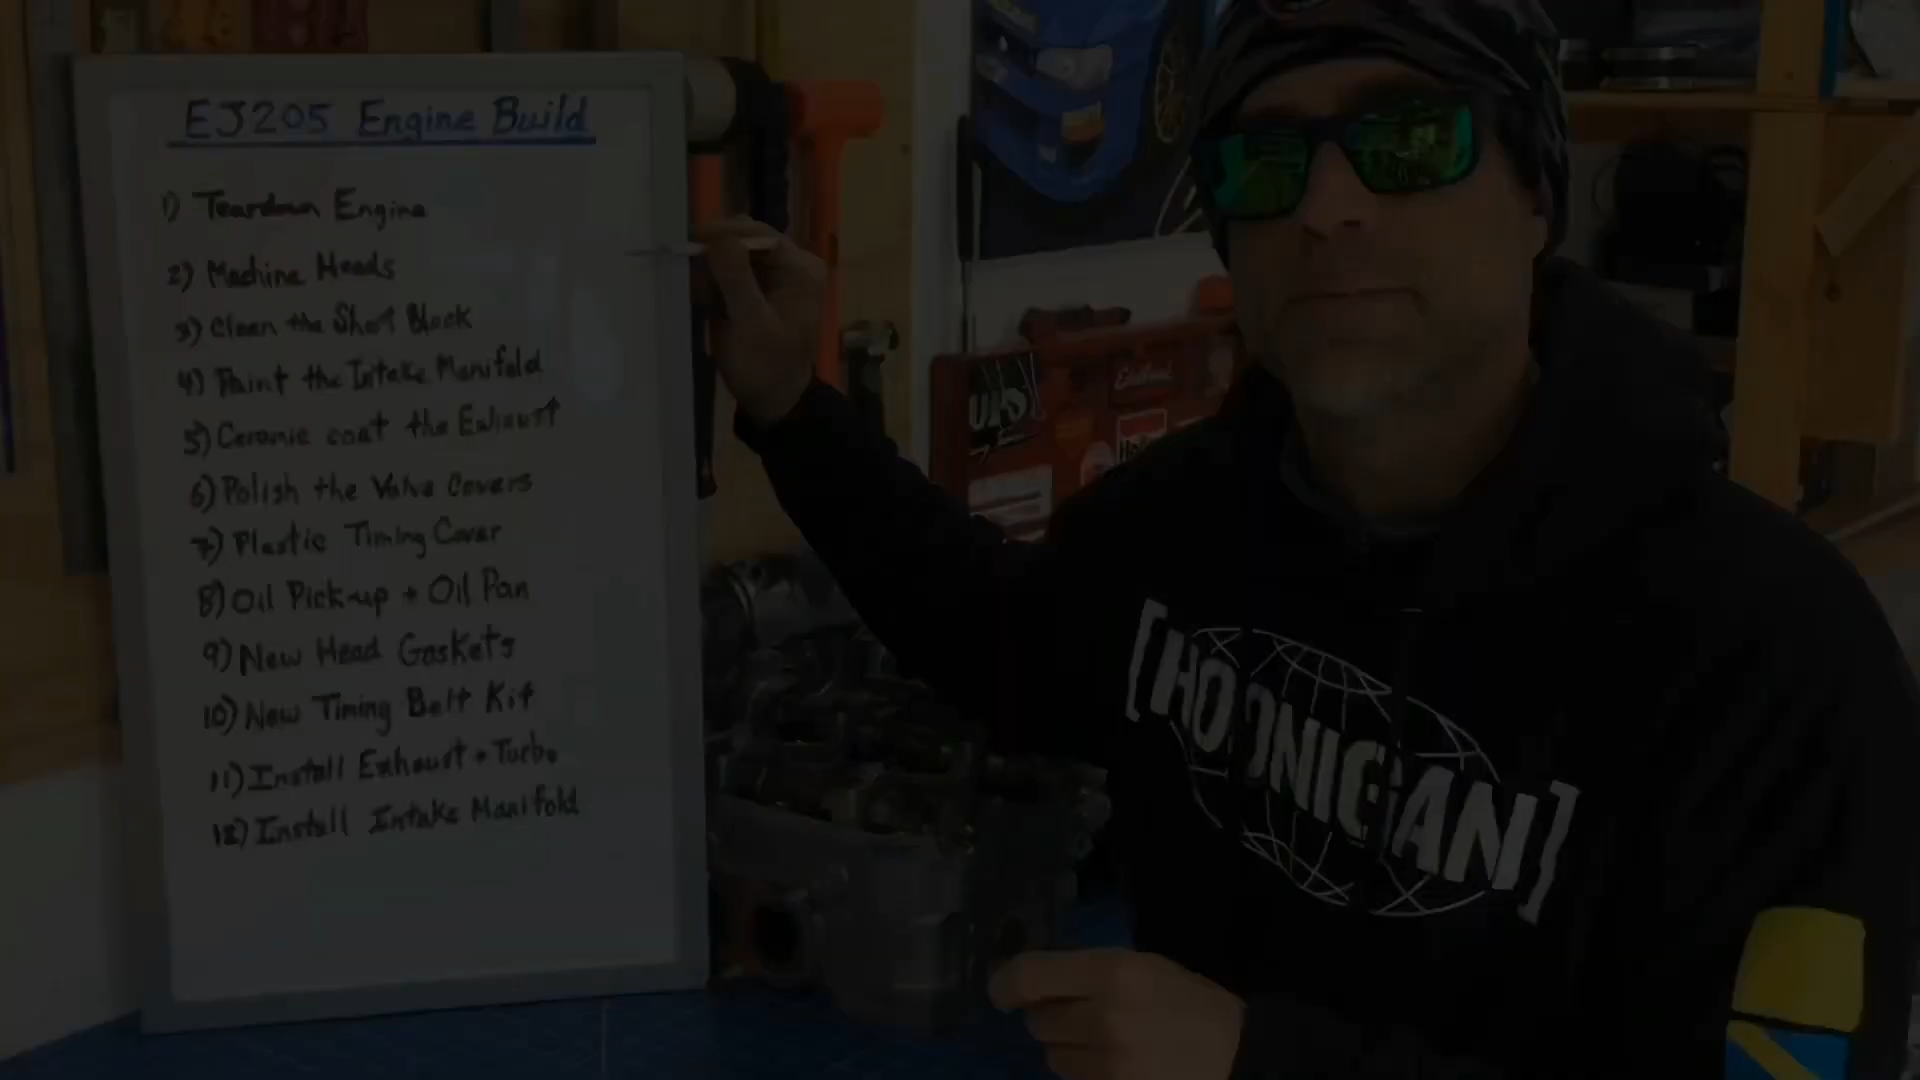 EJ205 Engine Build
1) Teardown Engine
2) Machine Heads
3) Clean the Short Block
4) Paint the Intake Manifold
5) Ceramic coat the Exhaust
6) Polish the Valve Covers
7) Plastic Timing Cover
8) Oil Pick-up + Oil Pan
9) New Head Gaskets
10) New Timing Belt Kit
11) Install Exhaust + Turbo
12) Install Intake Manifold
[HOONIGAN]
Edelbrock